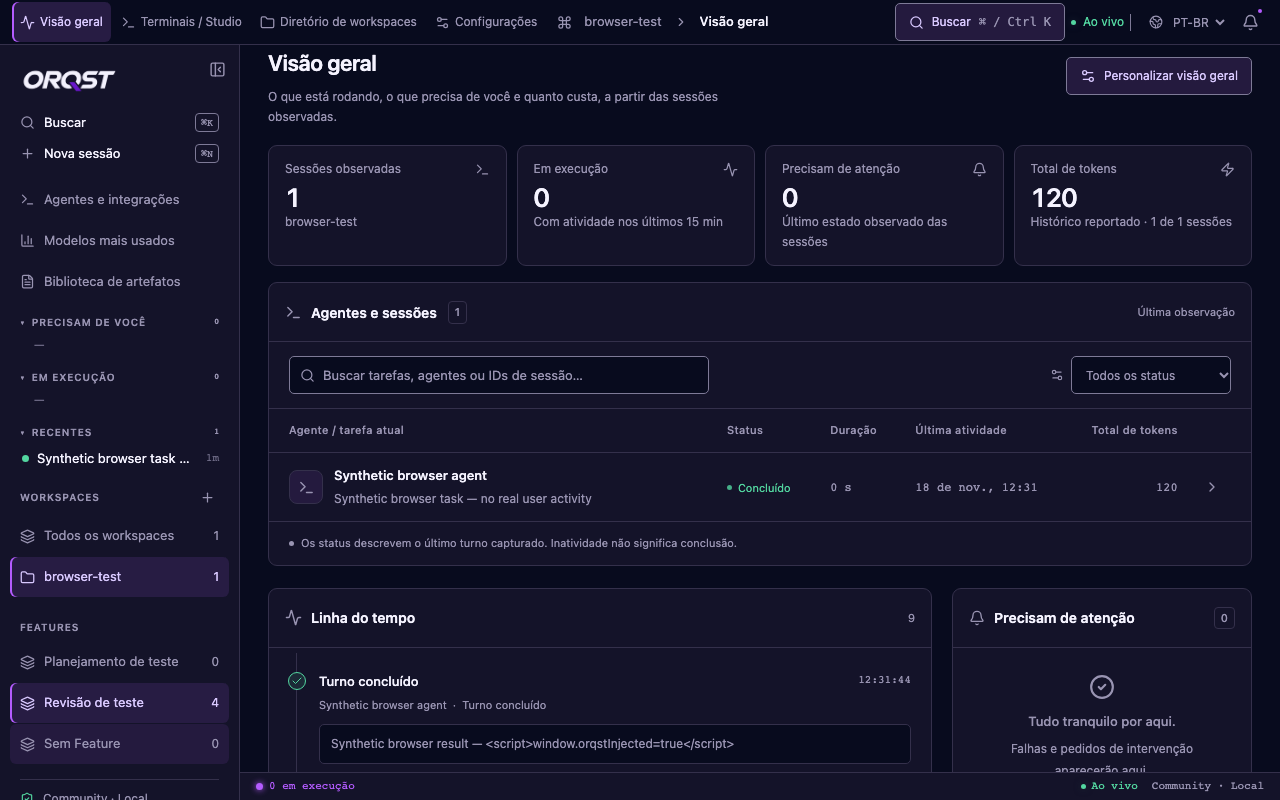 Visão geral
Terminais / Studio
Diretório de workspaces
Configurações
browser-test
Visão geral
Buscar ⌘ / Ctrl K
Ao vivo
PT-BR
ORQST
Buscar ⌘K
Nova sessão ⌘N
Agentes e integrações
Modelos mais usados
Biblioteca de artefatos
PRECISAM DE VOCÊ 0
—
EM EXECUÇÃO 0
—
RECENTES 1
Synthetic browser task ... 1m
WORKSPACES
Todos os workspaces 1
browser-test 1
FEATURES
Planejamento de teste 0
Revisão de teste 4
Sem Feature 0
Community · Local
Visão geral
O que está rodando, o que precisa de você e quanto custa, a partir das sessões
observadas.
Personalizar visão geral
Sessões observadas
1
browser-test
Em execução
0
Com atividade nos últimos 15 min
Precisam de atenção
0
Último estado observado das
sessões
Total de tokens
120
Histórico reportado · 1 de 1 sessões
Agentes e sessões 1
Última observação
Buscar tarefas, agentes ou IDs de sessão...
Todos os status
Agente / tarefa atual Status Duração Última atividade Total de tokens
Synthetic browser agent
Synthetic browser task — no real user activity
Concluído 0 s 18 de nov., 12:31 120
Os status descrevem o último turno capturado. Inatividade não significa conclusão.
Linha do tempo 9
Turno concluído 12:31:44
Synthetic browser agent · Turno concluído
Synthetic browser result — <script>window.orqstInjected=true</script>
Precisam de atenção 0
Tudo tranquilo por aqui.
Falhas e pedidos de intervenção
aparecerão aqui
0 em execução
Ao vivo Community · Local